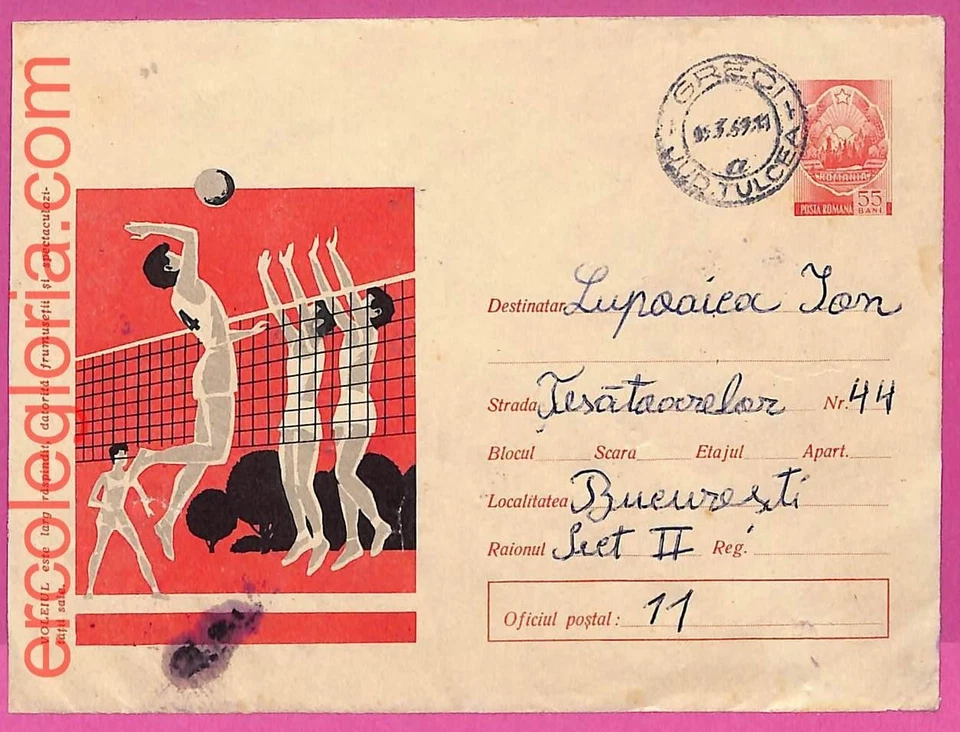 ercolegloria.com
VOLEIUL este larg răspîndit, datorită frumuseții și spectaculozi-
tății sale.
4
GRECI
JUD. TULCEA
a
ROMANIA
POSTA ROMANA 55
BANI
Destinatar Lupoaica Ion
Strada Țesătoarelor Nr. 44
Blocul Scara Etajul Apart.
Localitatea București
Raionul Sect II Reg.
Oficiul poștal: 11